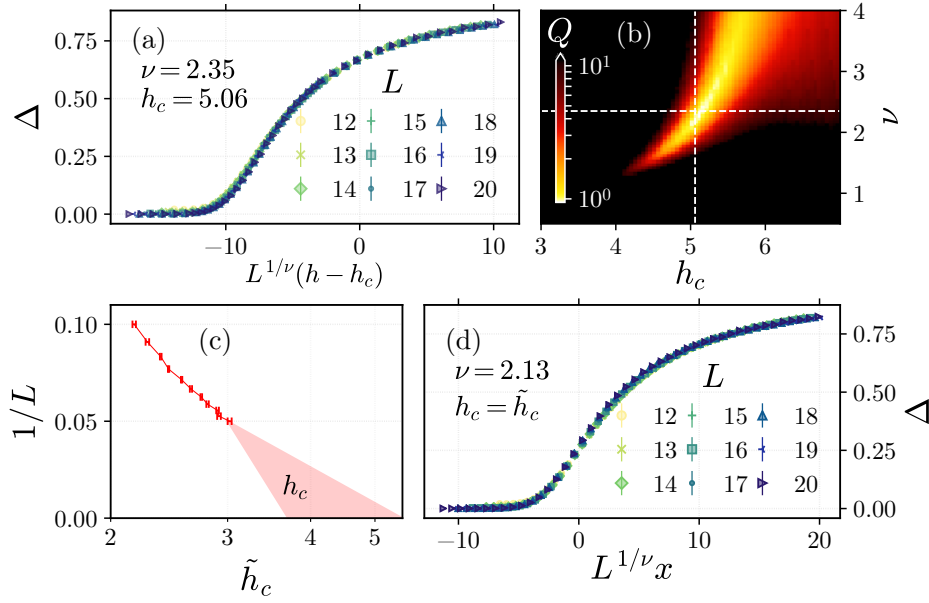 (a)
ν = 2.35
h_c = 5.06
L
12 15 18
13 16 19
14 17 20
Δ
0.75
0.50
0.25
0.00
−10 0 10
L^{1/ν}(h − h_c)
(b)
Q
10^1
10^0
4
3
2
1
ν
3 4 5 6
h_c
(c)
1/L
0.10
0.05
0.00
h_c
2 3 4 5
h̃_c
(d)
ν = 2.13
h_c = h̃_c
L
12 15 18
13 16 19
14 17 20
0.75
0.50
0.25
0.00
Δ
−10 0 10 20
L^{1/ν}x